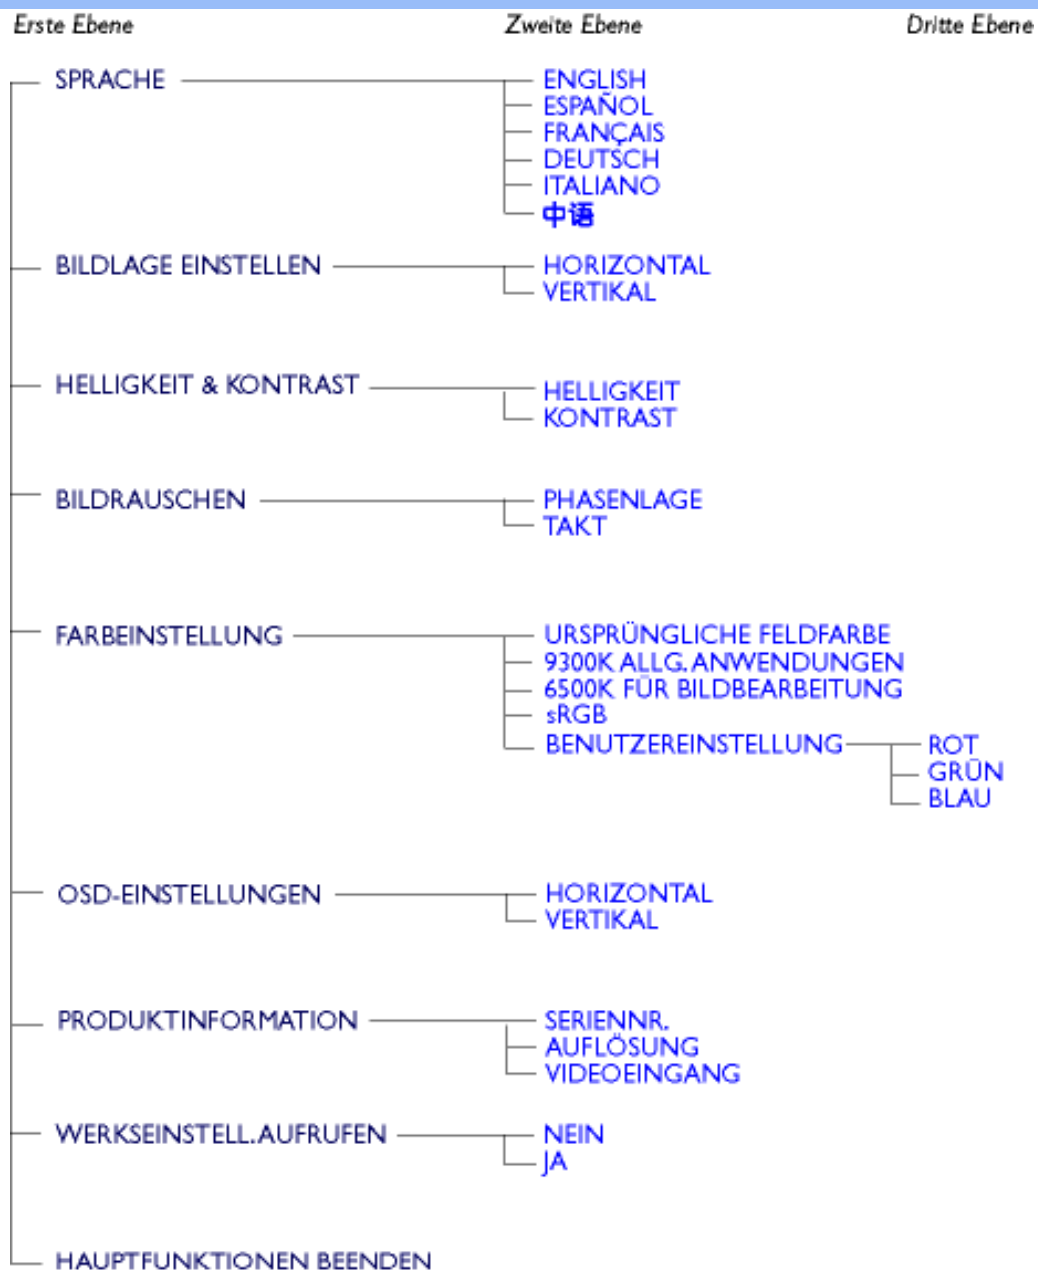 Erste Ebene Zweite Ebene Dritte Ebene
SPRACHE ENGLISH
ESPAÑOL
FRANÇAIS
DEUTSCH
ITALIANO
中语
BILDLAGE EINSTELLEN HORIZONTAL
VERTIKAL
HELLIGKEIT & KONTRAST HELLIGKEIT
KONTRAST
BILDRAUSCHEN PHASENLAGE
TAKT
FARBEINSTELLUNG URSPRÜNGLICHE FELDFARBE
9300K ALLG. ANWENDUNGEN
6500K FÜR BILDBEARBEITUNG
sRGB
BENUTZEREINSTELLUNG ROT
GRÜN
BLAU
OSD-EINSTELLUNGEN HORIZONTAL
VERTIKAL
PRODUKTINFORMATION SERIENNR.
AUFLÖSUNG
VIDEOEINGANG
WERKSEINSTELL. AUFRUFEN NEIN
JA
HAUPTFUNKTIONEN BEENDEN